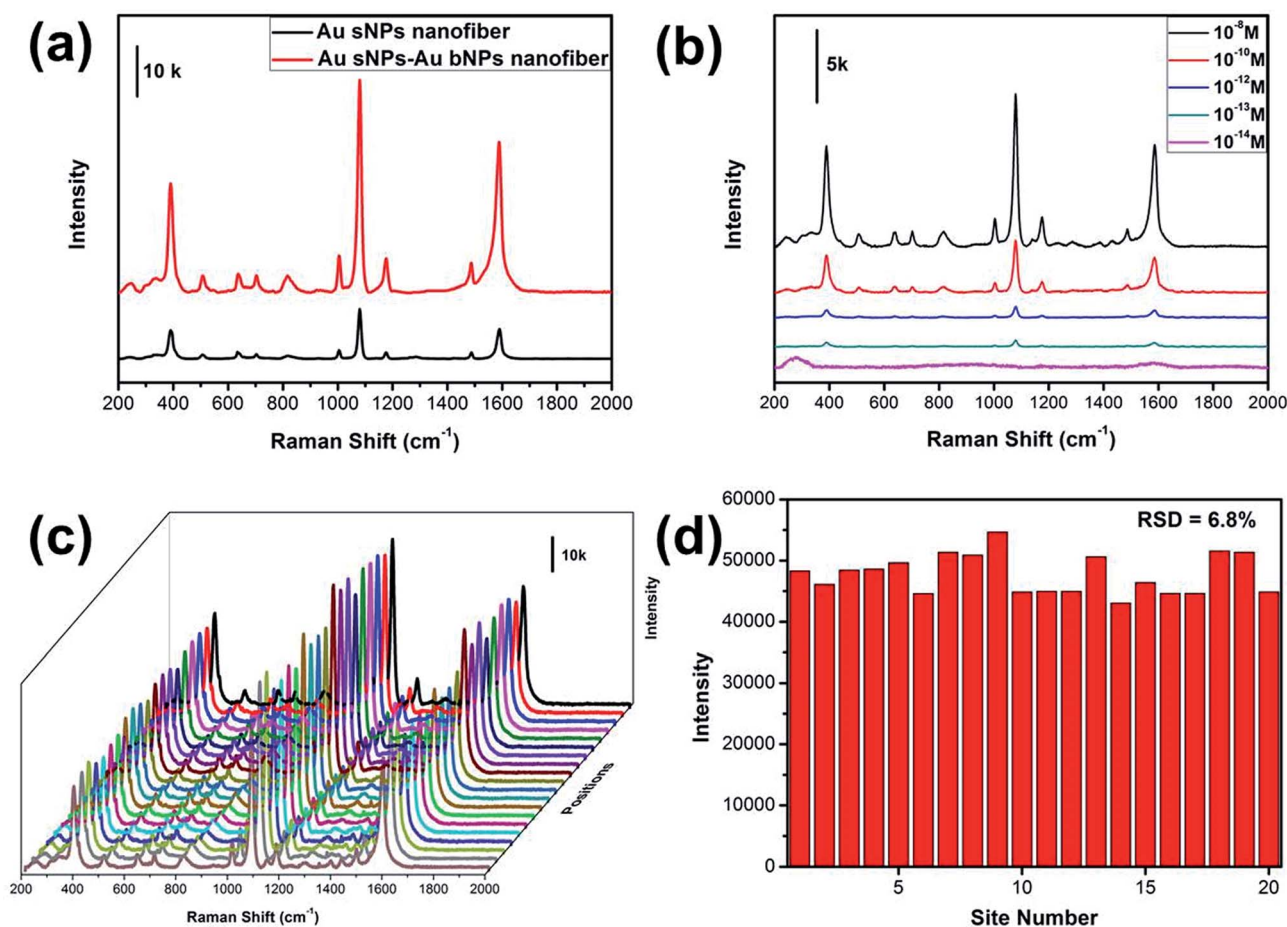 (a)
10 k
Au sNPs nanofiber
Au sNPs-Au bNPs nanofiber
Intensity
200 400 600 800 1000 1200 1400 1600 1800 2000
Raman Shift (cm⁻¹)
(b)
5k
10⁻⁸M
10⁻¹⁰M
10⁻¹²M
10⁻¹³M
10⁻¹⁴M
Intensity
200 400 600 800 1000 1200 1400 1600 1800 2000
Raman Shift (cm⁻¹)
(c)
10k
Intensity
Positions
200 400 600 800 1000 1200 1400 1600 1800 2000
Raman Shift (cm⁻¹)
(d)
RSD = 6.8%
60000
50000
40000
30000
20000
10000
0
Intensity
5 10 15 20
Site Number